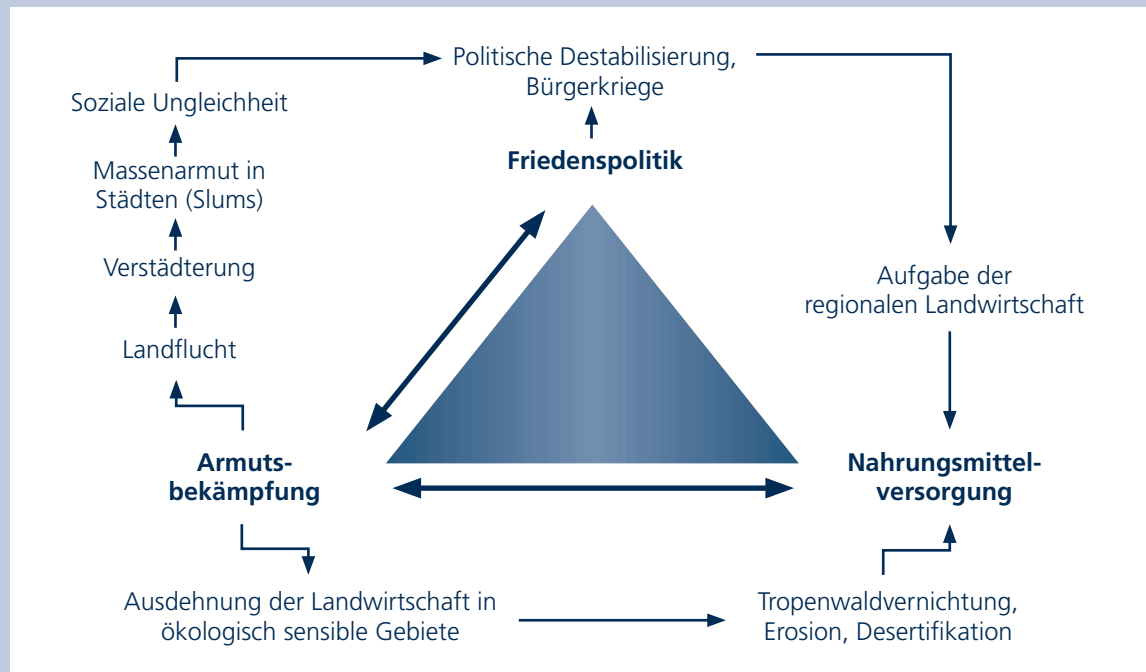 Politische Destabilisierung,
Bürgerkriege
Soziale Ungleichheit
Friedenspolitik
Massenarmut in
Städten (Slums)
Verstädterung
Aufgabe der
regionalen Landwirtschaft
Landflucht
Armuts-
bekämpfung
Nahrungsmittel-
versorgung
Ausdehnung der Landwirtschaft in
ökologisch sensible Gebiete
Tropenwaldvernichtung,
Erosion, Desertifikation